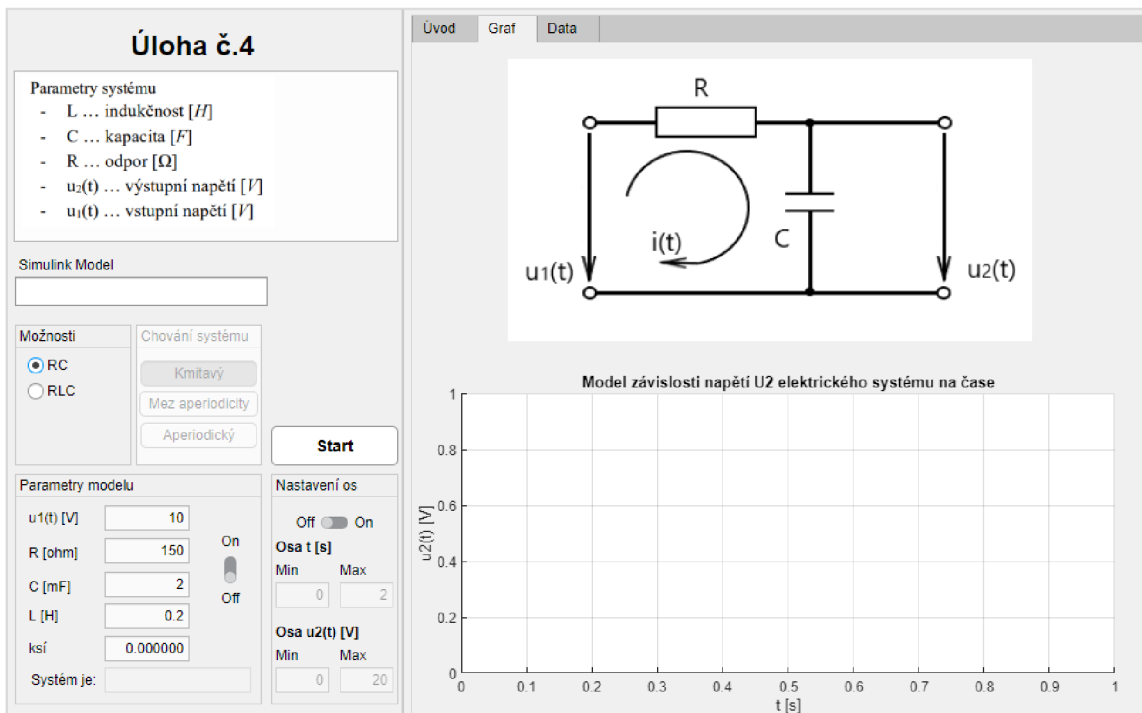 Úloha č.4
Parametry systému
- L … indukčnost [H]
- C … kapacita [F]
- R … odpor [Ω]
- u₂(t) … výstupní napětí [V]
- u₁(t) … vstupní napětí [V]
Simulink Model
Možnosti
RC
RLC
Chování systému
Kmitavý
Mez aperiodicity
Aperiodický
Start
Parametry modelu
u1(t) [V] 10
R [ohm] 150
C [mF] 2
L [H] 0.2
ksí 0.000000
Systém je:
On
Off
Nastavení os
Off On
Osa t [s]
Min Max
0 2
Osa u2(t) [V]
Min Max
0 20
Úvod Graf Data
R
i(t)
C
u1(t)
u2(t)
Model závislosti napětí U2 elektrického systému na čase
u2(t) [V]
1
0.8
0.6
0.4
0.2
0
0 0.1 0.2 0.3 0.4 0.5 0.6 0.7 0.8 0.9 1
t [s]